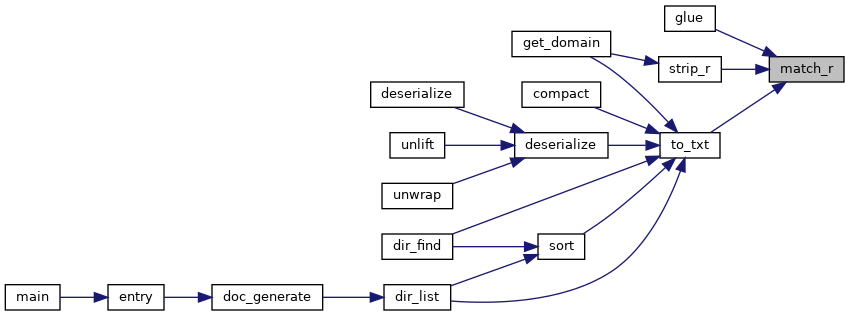 glue
get_domain
strip_r
match_r
deserialize
compact
unlift
deserialize
to_txt
unwrap
dir_find
sort
main
entry
doc_generate
dir_list